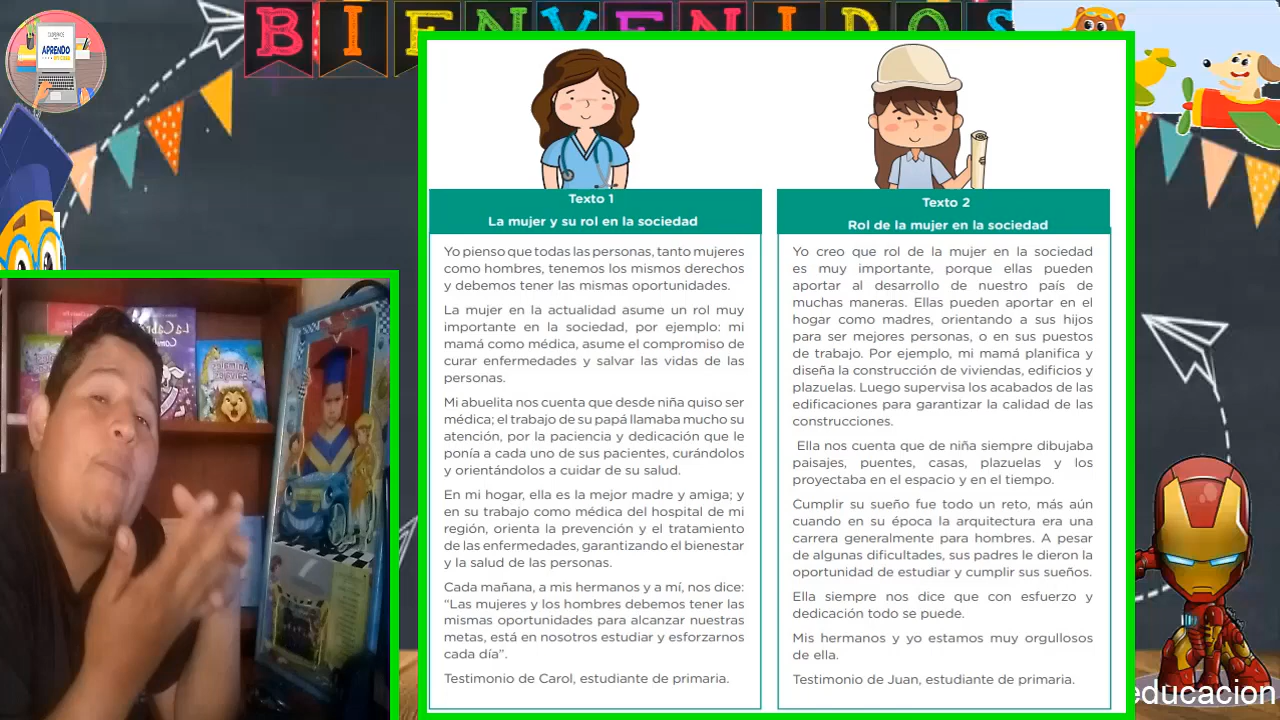 BIENVENIDOS
APRENDO
Texto 1
La mujer y su rol en la sociedad
Yo pienso que todas las personas, tanto mujeres
como hombres, tenemos los mismos derechos
y debemos tener las mismas oportunidades.
La mujer en la actualidad asume un rol muy
importante en la sociedad, por ejemplo: mi
mamá como médica, asume el compromiso de
curar enfermedades y salvar las vidas de las
personas.
Mi abuelita nos cuenta que desde niña quiso ser
médica; el trabajo de su papá llamaba mucho su
atención, por la paciencia y dedicación que le
ponía a cada uno de sus pacientes, curándolos
y orientándolos a cuidar de su salud.
En mi hogar, ella es la mejor madre y amiga; y
en su trabajo como médica del hospital de mi
región, orienta la prevención y el tratamiento
de las enfermedades, garantizando el bienestar
y la salud de las personas.
Cada mañana, a mis hermanos y a mí, nos dice:
“Las mujeres y los hombres debemos tener las
mismas oportunidades para alcanzar nuestras
metas, está en nosotros estudiar y esforzarnos
cada día”.
Testimonio de Carol, estudiante de primaria.
Texto 2
Rol de la mujer en la sociedad
Yo creo que rol de la mujer en la sociedad
es muy importante, porque ellas pueden
aportar al desarrollo de nuestro país de
muchas maneras. Ellas pueden aportar en el
hogar como madres, orientando a sus hijos
para ser mejores personas, o en sus puestos
de trabajo. Por ejemplo, mi mamá planifica y
diseña la construcción de viviendas, edificios y
plazuelas. Luego supervisa los acabados de las
edificaciones para garantizar la calidad de las
construcciones.
Ella nos cuenta que de niña siempre dibujaba
paisajes, puentes, casas, plazuelas y los
proyectaba en el espacio y en el tiempo.
Cumplir su sueño fue todo un reto, más aún
cuando en su época la arquitectura era una
carrera generalmente para hombres. A pesar
de algunas dificultades, sus padres le dieron la
oportunidad de estudiar y cumplir sus sueños.
Ella siempre nos dice que con esfuerzo y
dedicación todo se puede.
Mis hermanos y yo estamos muy orgullosos
de ella.
Testimonio de Juan, estudiante de primaria.
educacion